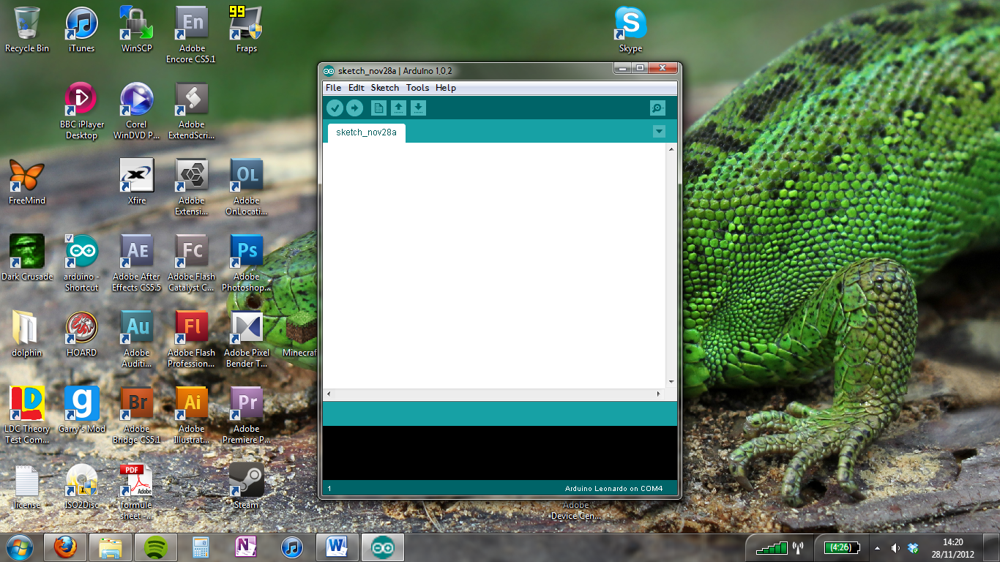 Recycle Bin
iTunes
WinSCP
En
Adobe
Encore CS5.1
99
Fraps
S
Skype
BBC iPlayer
Desktop
Corel
WinDVD P...
Adobe
ExtendScri...
FreeMind
X
Xfire
Adobe
Extensi...
OL
Adobe
OnLocati...
Dark Crusade
arduino -
Shortcut
AE
Adobe After
Effects CS5.5
Fc
Adobe Flash
Catalyst C...
Ps
Adobe
Photoshop...
dolphin
HOARD
Au
Adobe
Auditi...
Fl
Adobe Flash
Profession...
Adobe Pixel
Bender T...
Minecraf
LD
LDC Theory
Test Com...
g
Garry's Mod
Br
Adobe
Bridge CS5.1
Ai
Adobe
Illustrat...
Pr
Adobe
Premiere P...
license
ISO2Disc
PDF
Adobe
formule
sheet -...
Steam
Adobe
Device Cen...
sketch_nov28a | Arduino 1.0.2
File Edit Sketch Tools Help
sketch_nov28a
1
Arduino Leonardo on COM4
N
W
(4:26)
14:20
28/11/2012